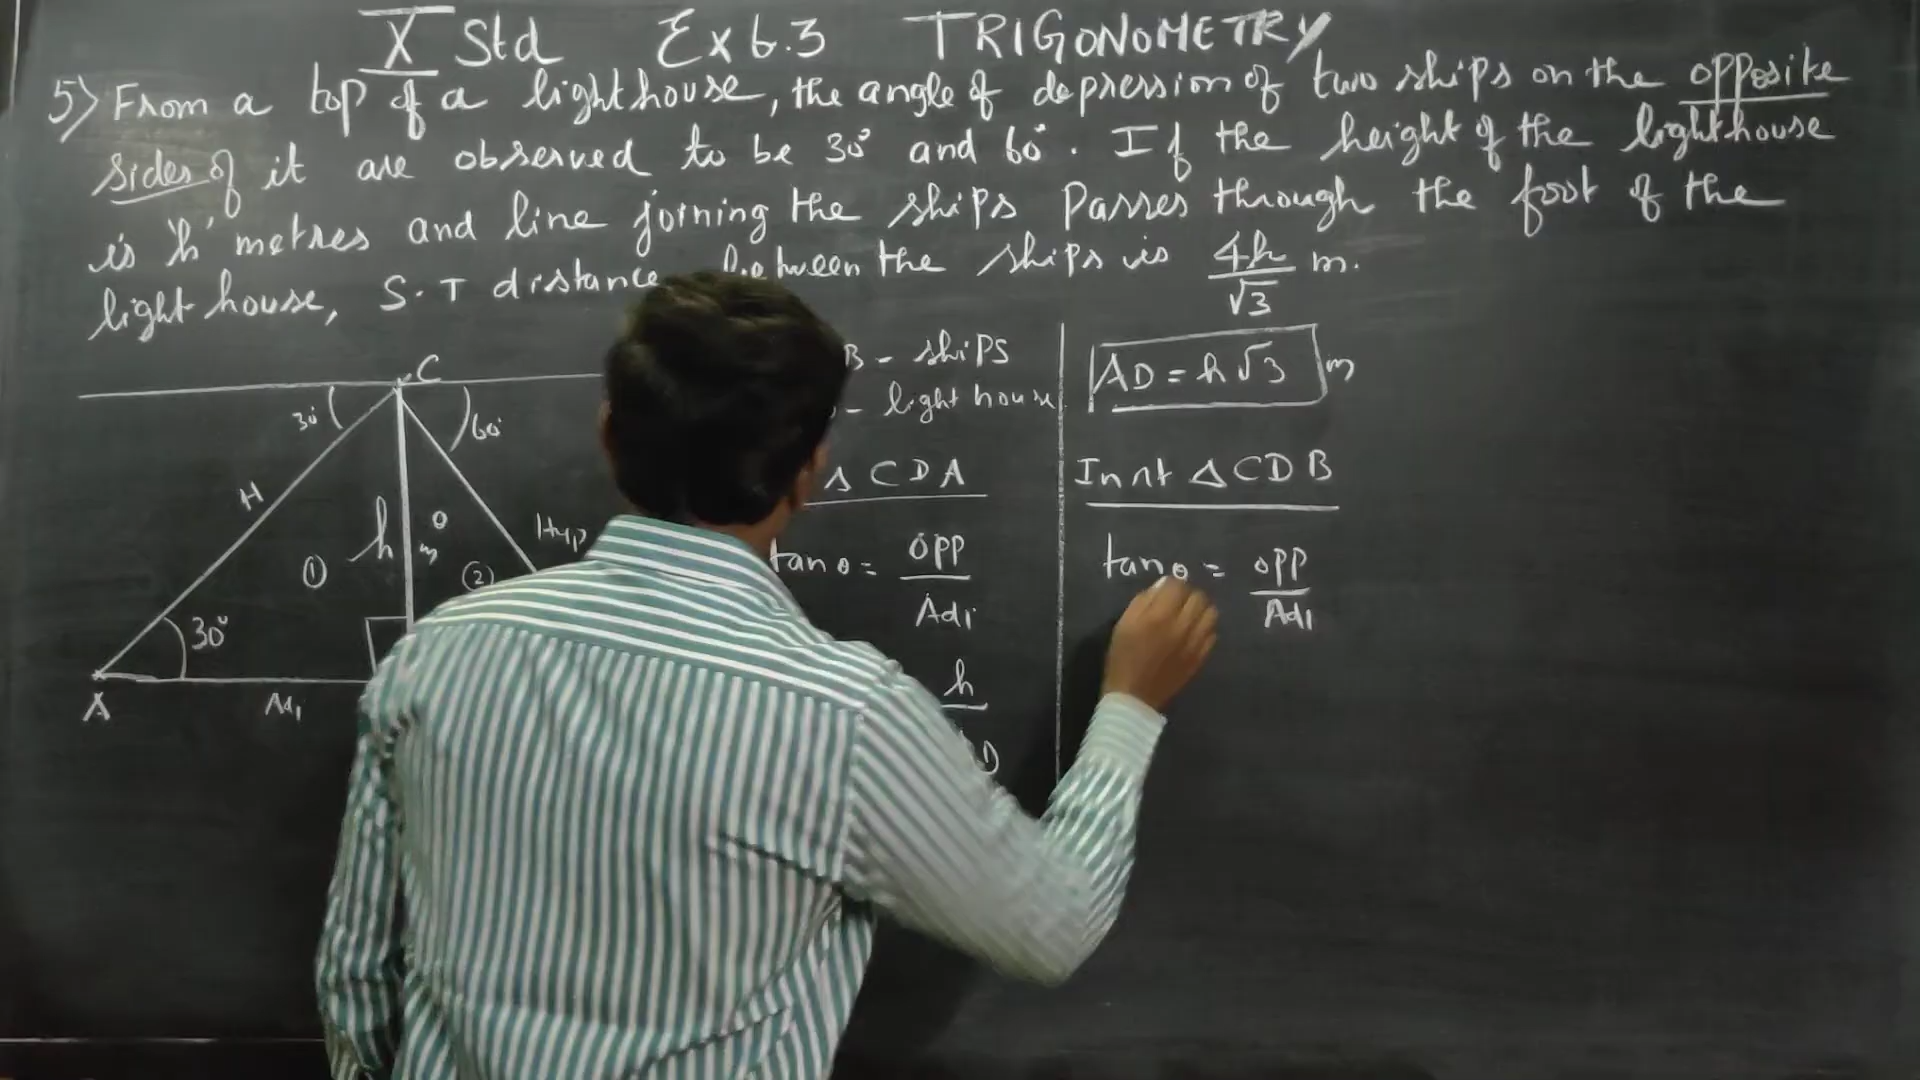 X Std Ex 6.3 TRIGONOMETRY
5) From a top of a lighthouse, the angle of depression of two ships on the opposite
sides of it are observed to be 30° and 60°. If the height of the lighthouse
is 'h' metres and line joining the ships passes through the foot of the
light house, S.T distance between the ships is 4h/√3 m.
C
30°
60°
H
h
m
O
Hyp
①
②
30°
A
Adj
B - ships
- light house
Δ CDA
tan θ = opp/Adj
h
D
AD = h√3 m
In rt Δ CDB
tan θ = opp/Adj